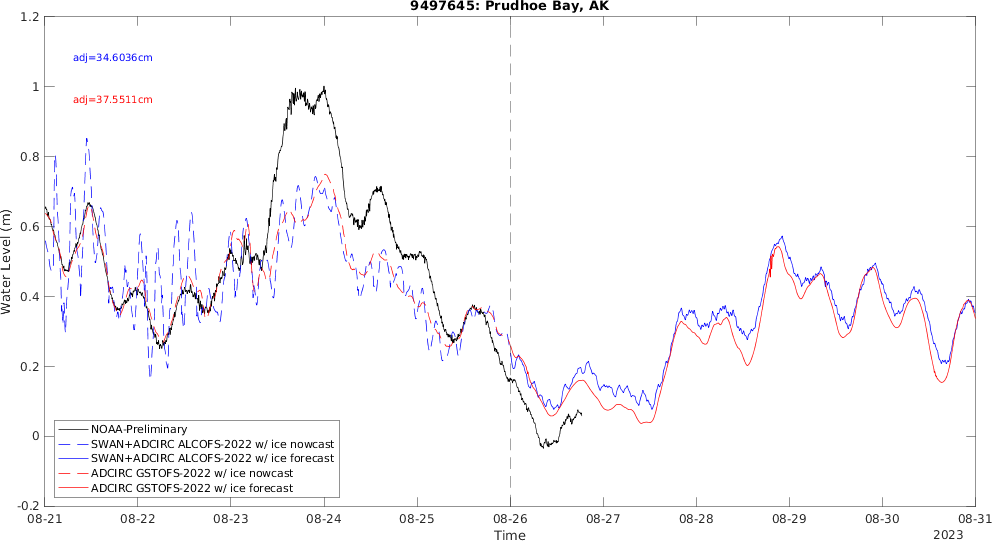 9497645: Prudhoe Bay, AK
1.2
1
0.8
0.6
0.4
0.2
0
-0.2
Water Level (m)
adj=34.6036cm
adj=37.5511cm
NOAA-Preliminary
SWAN+ADCIRC ALCOFS-2022 w/ ice nowcast
SWAN+ADCIRC ALCOFS-2022 w/ ice forecast
ADCIRC GSTOFS-2022 w/ ice nowcast
ADCIRC GSTOFS-2022 w/ ice forecast
08-21 08-22 08-23 08-24 08-25 08-26 08-27 08-28 08-29 08-30 08-31
Time
2023